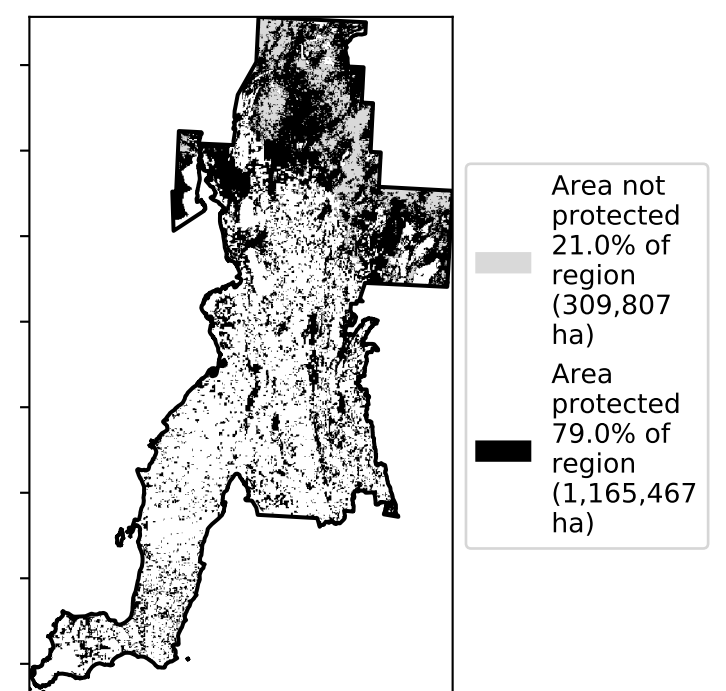 Area not
protected
21.0% of
region
(309,807
ha)
Area
protected
79.0% of
region
(1,165,467
ha)